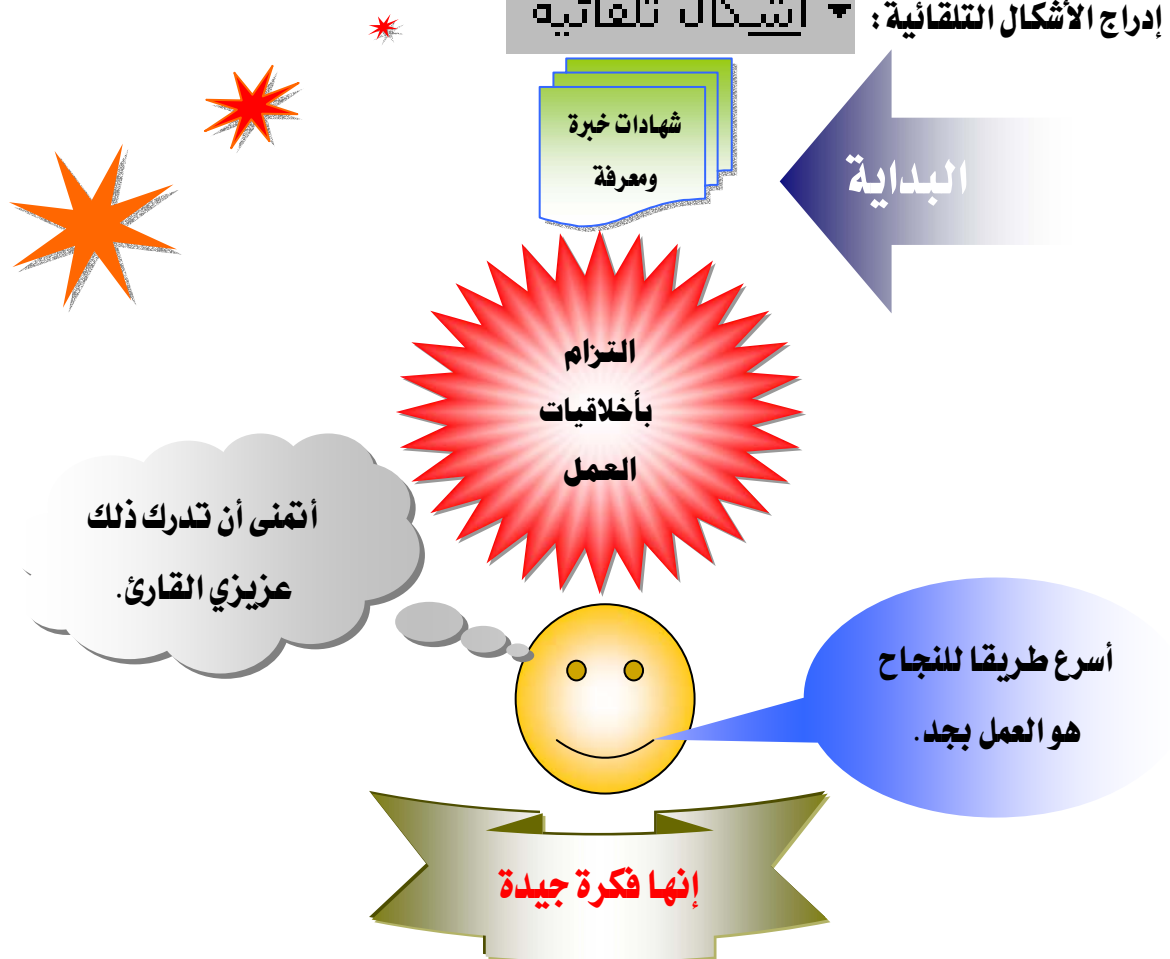 إدراج الأشكال التلقائية :
أشكال تلقائية
البداية
شهادات خبرة
ومعرفة
التزام
بأخلاقيات
العمل
أتمنى أن تدرك ذلك
عزيزي القارئ.
أسرع طريقا للنجاح
هو العمل بجد.
إنها فكرة جيدة